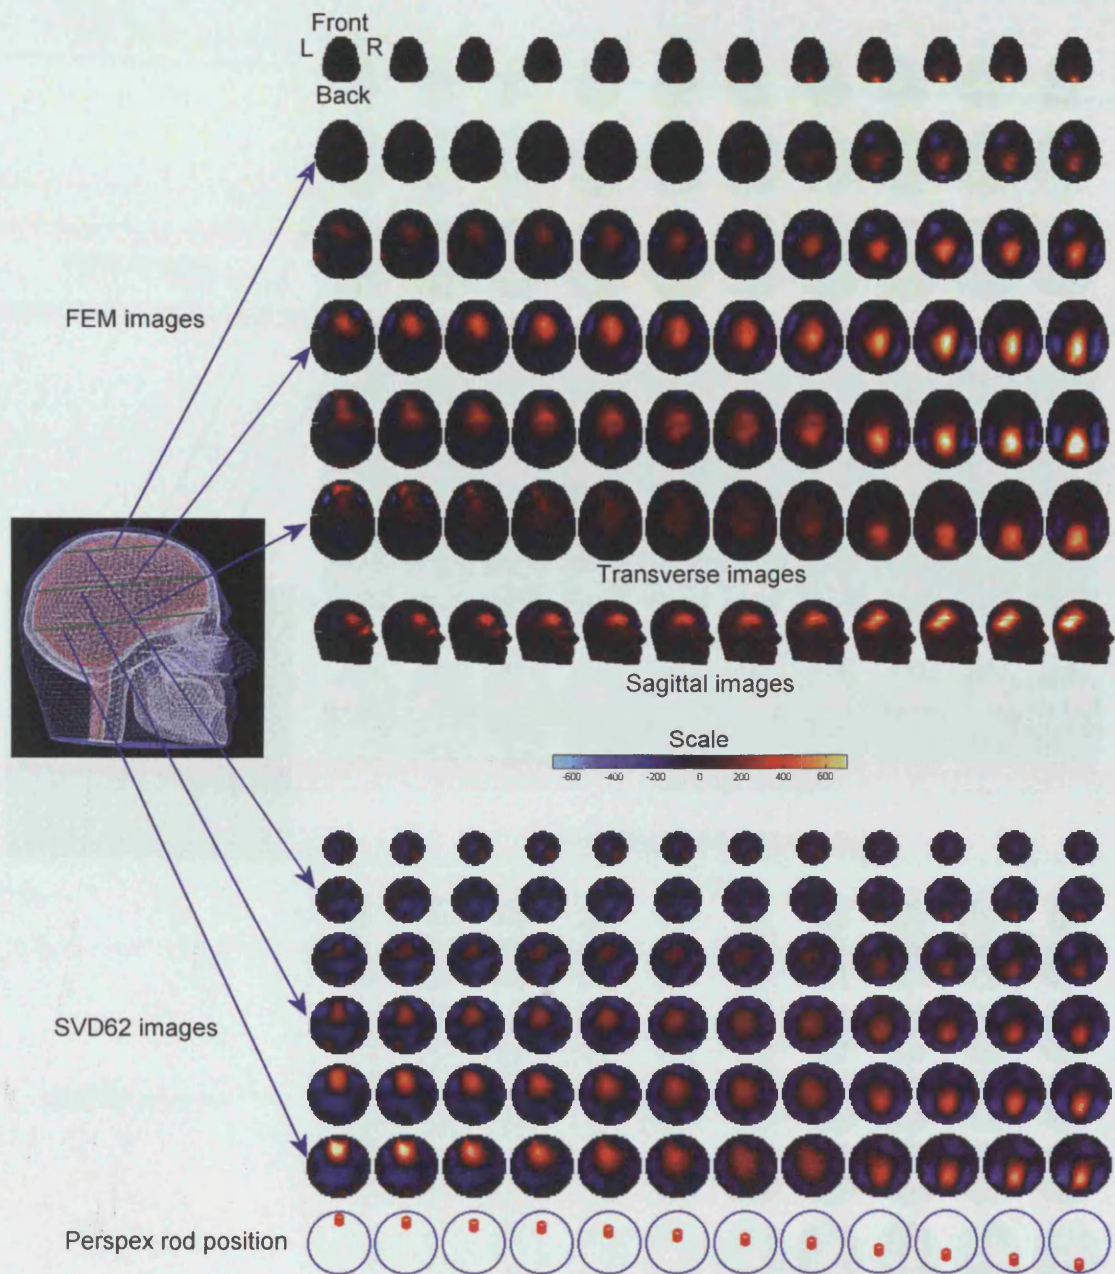 Front
L R
Back
FEM images
Transverse images
Sagittal images
Scale
-600 -400 -200 0 200 400 600
SVD62 images
Perspex rod position